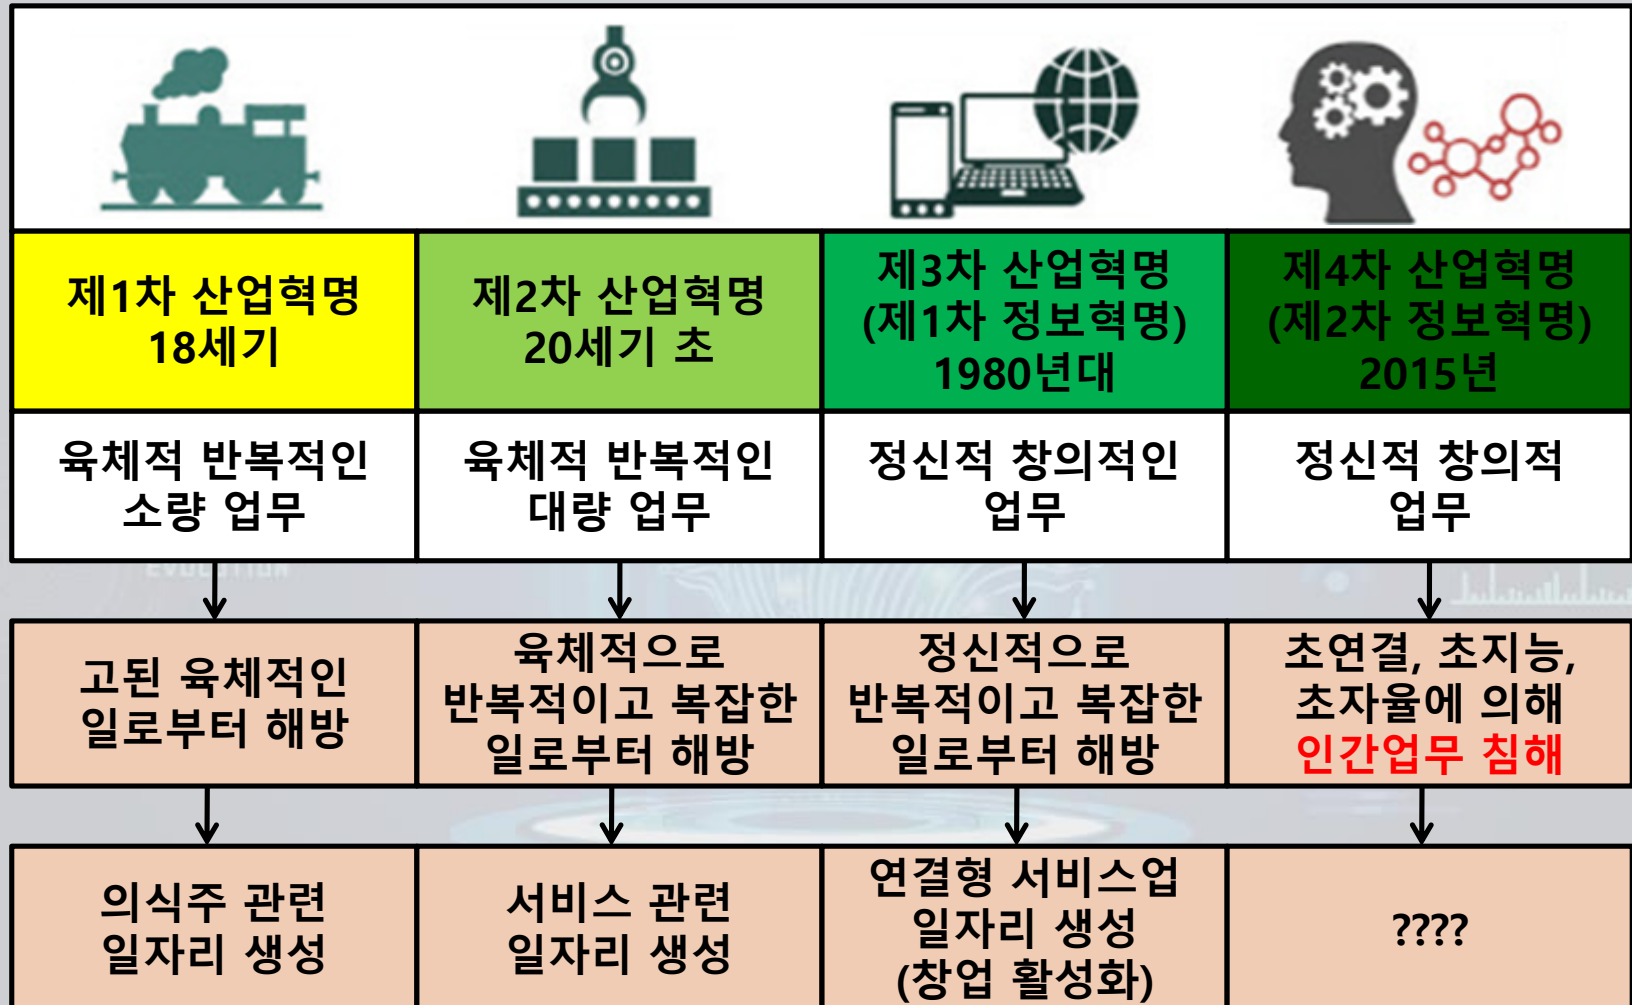 제1차 산업혁명
18세기
제2차 산업혁명
20세기 초
제3차 산업혁명
(제1차 정보혁명)
1980년대
제4차 산업혁명
(제2차 정보혁명)
2015년
육체적 반복적인
소량 업무
육체적 반복적인
대량 업무
정신적 창의적인
업무
정신적 창의적
업무
EVOLUTION
고된 육체적인
일로부터 해방
육체적으로
반복적이고 복잡한
일로부터 해방
정신적으로
반복적이고 복잡한
일로부터 해방
초연결, 초지능,
초자율에 의해
인간업무 침해
의식주 관련
일자리 생성
서비스 관련
일자리 생성
연결형 서비스업
일자리 생성
(창업 활성화)
????